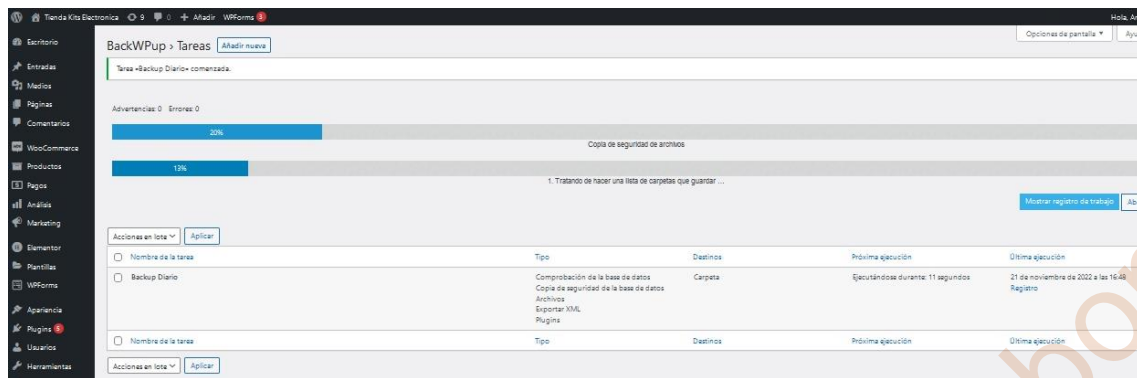 Tienda Kits Electronica 9 0 + Añadir WPForms 3
Hola, Ar
Escritorio
Entradas
Medios
Páginas
Comentarios
WooCommerce
Productos
Pagos
Análisis
Marketing
Elementor
Plantillas
WPForms
Apariencia
Plugins 5
Usuarios
Herramientas
Opciones de pantalla Ayu
BackWPup › Tareas Añadir nueva
Tarea «Backup Diario» comenzada.
Advertencias: 0 Errores: 0
20%
Copia de seguridad de archivos
13%
1. Tratando de hacer una lista de carpetas que guardar ...
Mostrar registro de trabajo Ab
Acciones en lote Aplicar
Nombre de la tarea Tipo Destinos Próxima ejecución Última ejecución
Backup Diario Comprobación de la base de datos Carpeta Ejecutándose durante: 11 segundos 21 de noviembre de 2022 a las 16:48
Copia de seguridad de la base de datos Registro
Archivos
Exportar XML
Plugins
Nombre de la tarea Tipo Destinos Próxima ejecución Última ejecución
Acciones en lote Aplicar